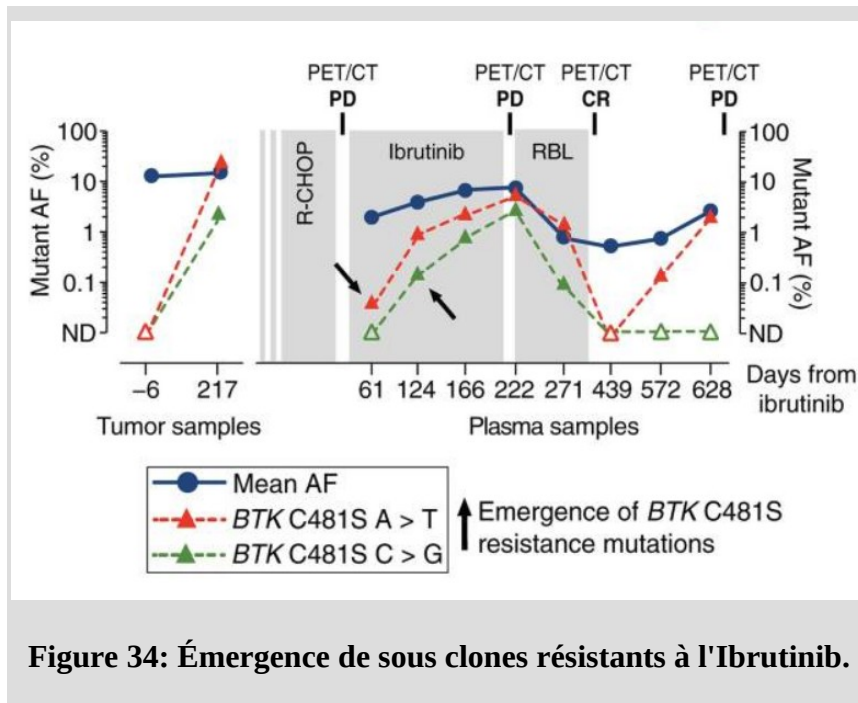 PET/CT PET/CT PET/CT PET/CT
PD PD CR PD
100 100
10 10
1 1
0.1 0.1
ND ND
Mutant AF (%)
R-CHOP
Ibrutinib
RBL
Mutant AF (%)
−6 217 61 124 166 222 271 439 572 628
Days from
ibrutinib
Tumor samples Plasma samples
Mean AF
BTK C481S A > T
BTK C481S C > G
Emergence of BTK C481S
resistance mutations
Figure 34: Émergence de sous clones résistants à l'Ibrutinib.